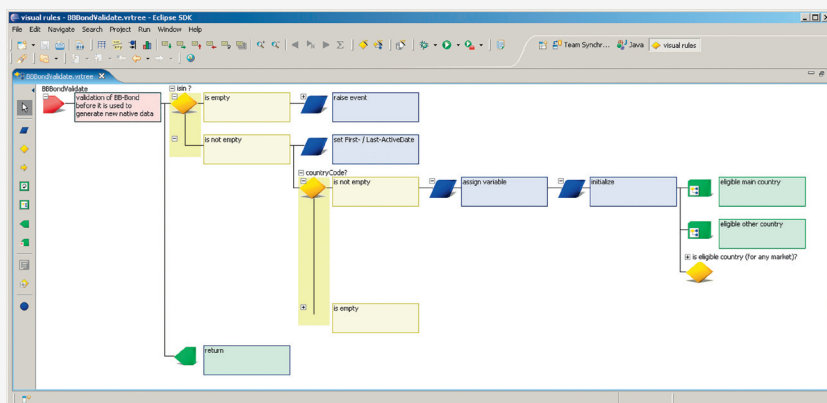 visual rules - BBBondValidate.vrtree - Eclipse SDK
File Edit Navigate Search Project Run Window Help
Team Synchr... Java visual rules
BBBondValidate.vrtree
BBBondValidate
validation of BB-Bond
before it is used to
generate new native data
isin ?
is empty
raise event
is not empty
set First- / Last-ActiveDate
countryCode?
is not empty
assign variable
initialize
eligible main country
eligible other country
is eligible country (for any market)?
is empty
return